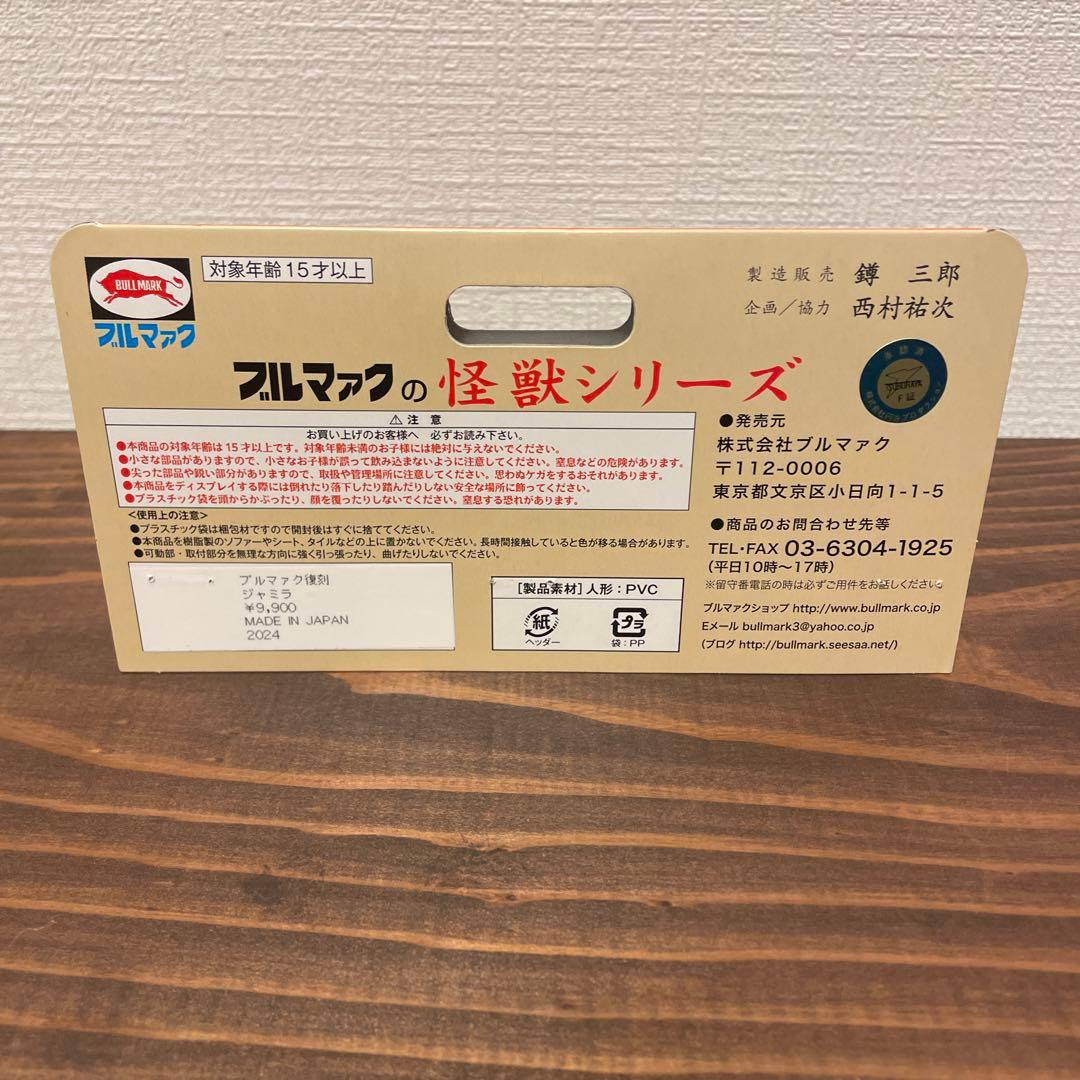 BULLMARK
ブルマァク
対象年齢15才以上
製造販売 鐏 三郎
企画／協力 西村祐次
ブルマァクの怪獣シリーズ
承認済
TSUBURAYA
F 証
株式会社円谷プロダクション
⚠注 意
お買い上げのお客様へ 必ずお読み下さい。
●本商品の対象年齢は15才以上です。対象年齢未満のお子様には絶対に与えないでください。
●小さな部品がありますので、小さなお子様が誤って飲み込まないように注意してください。窒息などの危険があります。
●尖った部品や鋭い部分がありますので、取扱や管理場所に注意してください。思わぬケガをするおそれがあります。
●本商品をディスプレイする際には倒れたり落下したり踏んだりしない安全な場所に飾ってください。
●プラスチック袋を頭からかぶったり、顔を覆ったりしないでください。窒息する恐れがあります。
<使用上の注意>
●プラスチック袋は梱包材ですので開封後はすぐに捨ててください。
●本商品を樹脂製のソファーやシート、タイルなどの上に置かないでください。長時間接触していると色が移る場合があります。
●可動部・取付部分を無理な方向に強く引っ張ったり、曲げたりしないでください。
ブルマァク復刻
ジャミラ
¥9,900
MADE IN JAPAN
2024
[製品素材]人形：PVC
紙
ヘッダー
プラ
袋：PP
●発売元
株式会社ブルマァク
〒112-0006
東京都文京区小日向1-1-5
●商品のお問合わせ先等
TEL・FAX 03-6304-1925
(平日10時〜17時)
※留守番電話の時は必ずご用件をお話しください。
ブルマァクショップ http://www.bullmark.co.jp
Eメール bullmark3@yahoo.co.jp
(ブログ http://bullmark.seesaa.net/)